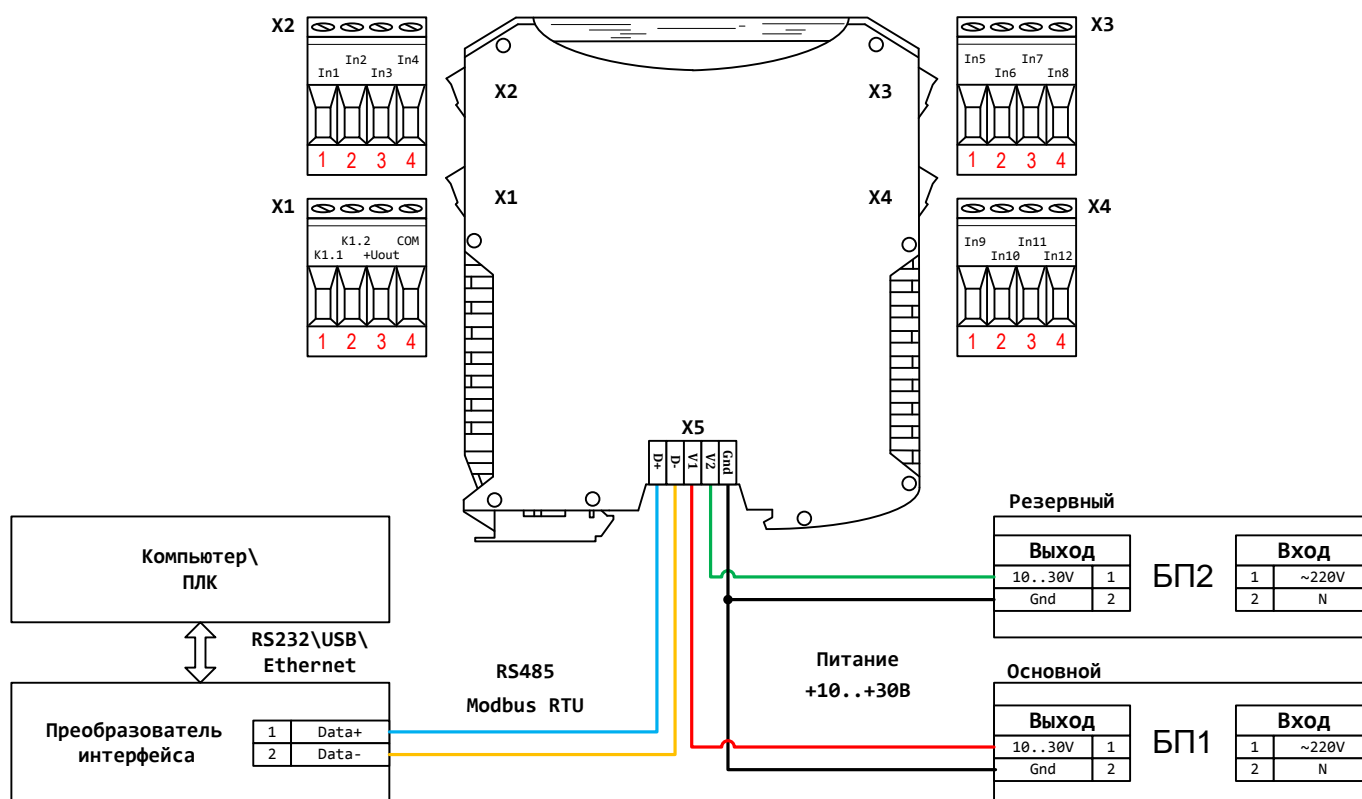 X2
In1 In2 In3 In4
1 2 3 4
X1
K1.1 K1.2 +Uout COM
1 2 3 4
X2
X1
X3
X4
X3
In5 In6 In7 In8
1 2 3 4
X4
In9 In10 In11 In12
1 2 3 4
X5
D+ D- V1 V2 Gnd
Компьютер\
ПЛК
RS232\USB\
Ethernet
Преобразователь
интерфейса
1 Data+
2 Data-
RS485
Modbus RTU
Питание
+10..+30В
Резервный
Выход
10..30V 1
Gnd 2
БП2
Вход
1 ~220V
2 N
Основной
Выход
10..30V 1
Gnd 2
БП1
Вход
1 ~220V
2 N